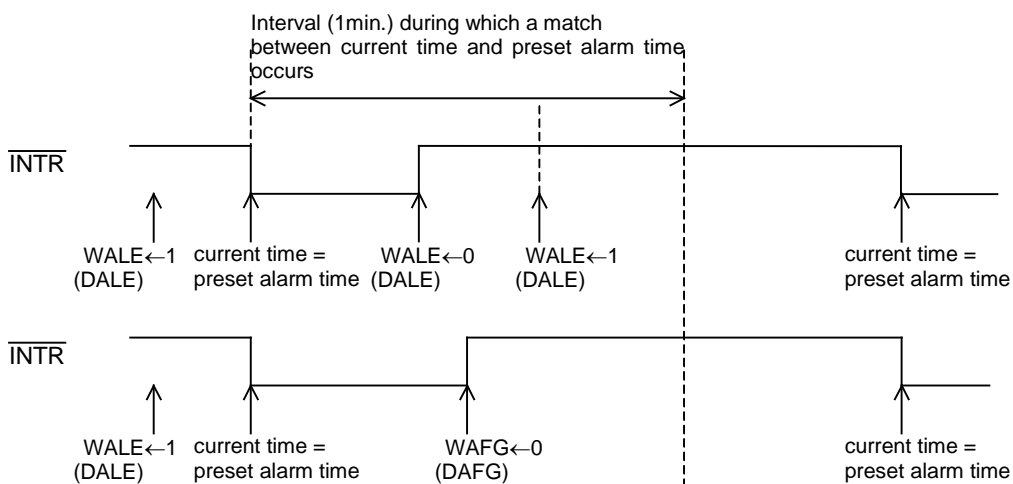 Interval (1min.) during which a match
between current time and preset alarm time
occurs
INTR
WALE←1
(DALE)
current time =
preset alarm time
WALE←0
(DALE)
WALE←1
(DALE)
current time =
preset alarm time
INTR
WALE←1
(DALE)
current time =
preset alarm time
WAFG←0
(DAFG)
current time =
preset alarm time